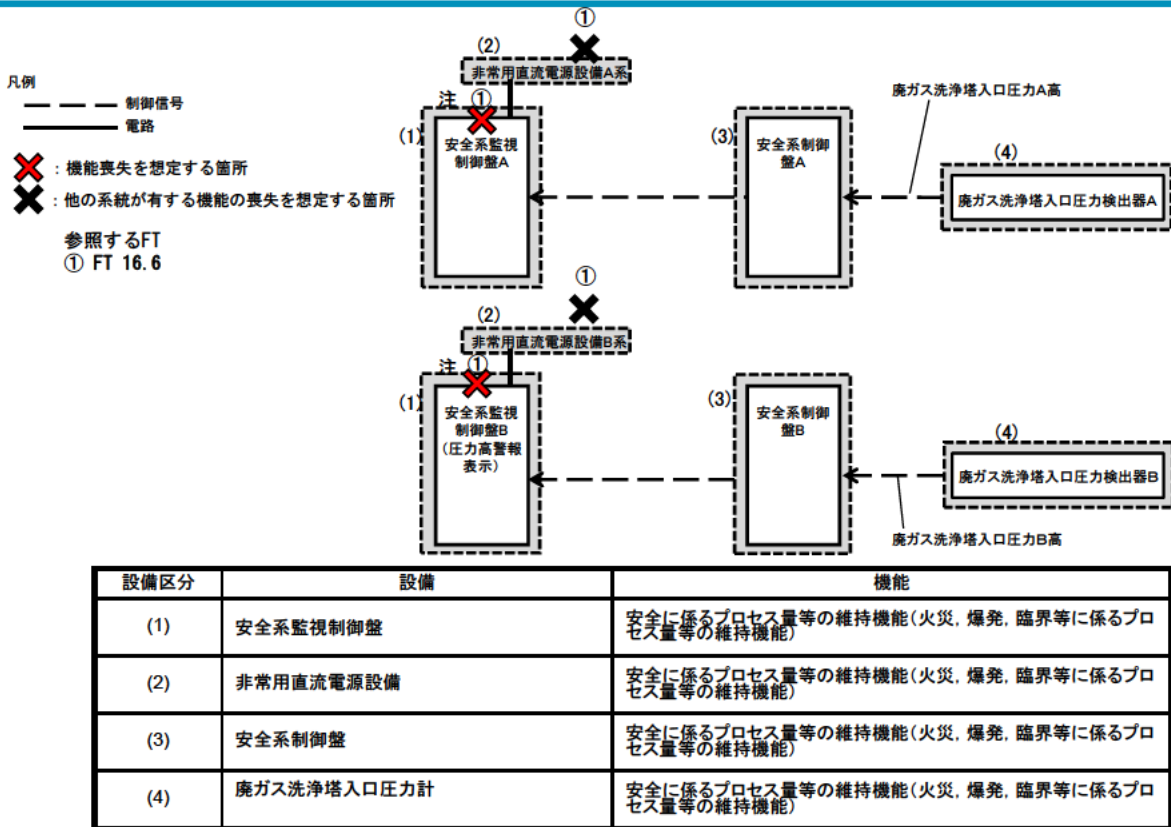 ①
(2)
非常用直流電源設備A系
凡例
制御信号
電路
：機能喪失を想定する箇所
：他の系統が有する機能の喪失を想定する箇所
参照するFT
① FT 16.6
注 ①
(1)
安全系監視
制御盤A
(3)
安全系制御
盤A
廃ガス洗浄塔入口圧力A高
(4)
廃ガス洗浄塔入口圧力検出器A
①
(2)
非常用直流電源設備B系
注 ①
(1)
安全系監視
制御盤B
（圧力高警報
表示）
(3)
安全系制御
盤B
(4)
廃ガス洗浄塔入口圧力検出器B
廃ガス洗浄塔入口圧力B高
設備区分 設備 機能
(1) 安全系監視制御盤 安全に係るプロセス量等の維持機能(火災, 爆発, 臨界等に係るプロ
セス量等の維持機能)
(2) 非常用直流電源設備 安全に係るプロセス量等の維持機能(火災, 爆発, 臨界等に係るプロ
セス量等の維持機能)
(3) 安全系制御盤 安全に係るプロセス量等の維持機能(火災, 爆発, 臨界等に係るプロ
セス量等の維持機能)
(4) 廃ガス洗浄塔入口圧力計 安全に係るプロセス量等の維持機能(火災, 爆発, 臨界等に係るプロ
セス量等の維持機能)